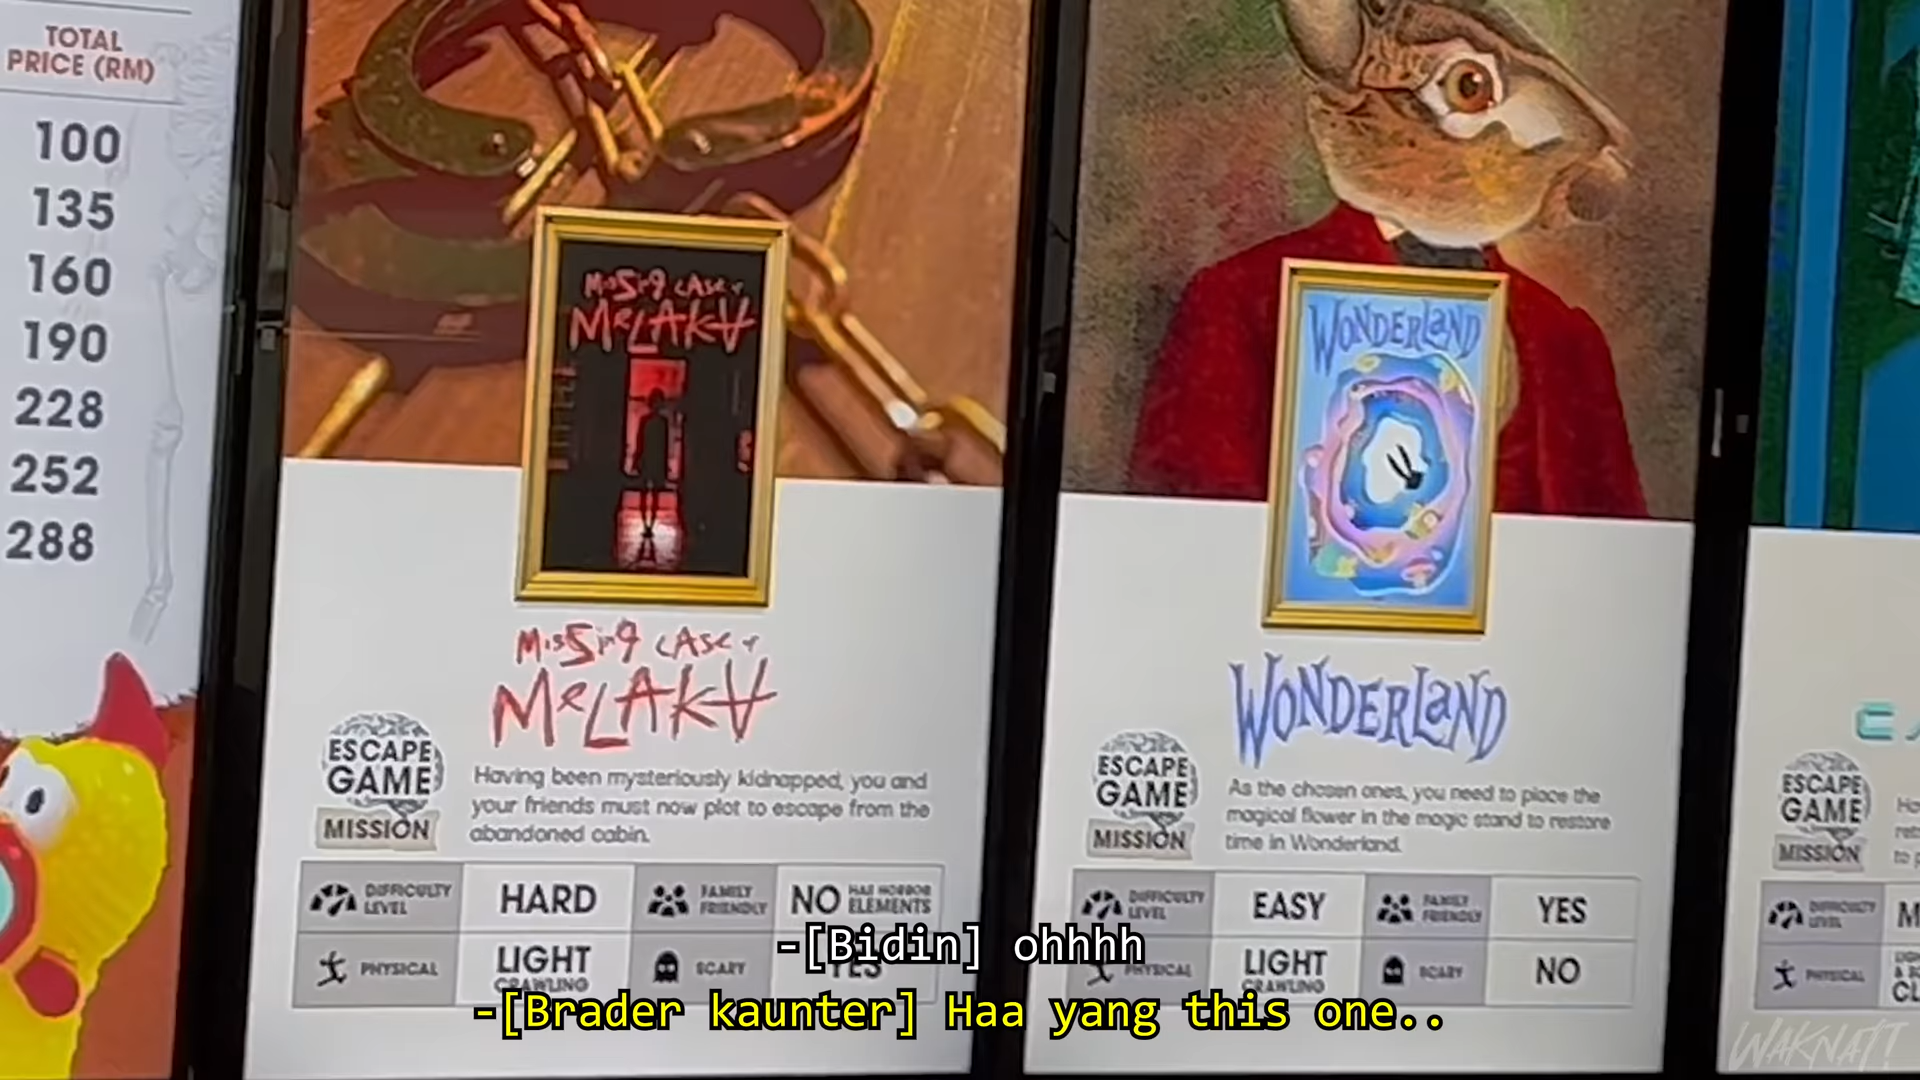 TOTAL
PRICE (RM)
100
135
160
190
228
252
288
MisSing cAse of
MeLAKA
MisSing cAse of
MeLAKA
ESCAPE
GAME
MISSION
Having been mysteriously kidnapped, you and
your friends must now plot to escape from the
abandoned cabin.
DIFFICULTY
LEVEL
HARD
FAMILY
FRIENDLY
NO HAS HORROR
ELEMENTS
PHYSICAL
LIGHT
CRAWLING
SCARY
YES
WONDERLaND
WONDERLaND
ESCAPE
GAME
MISSION
As the chosen ones, you need to place the
magical flower in the magic stand to restore
time in Wonderland.
DIFFICULTY
LEVEL
EASY
FAMILY
FRIENDLY
YES
PHYSICAL
LIGHT
CRAWLING
SCARY
NO
ESCAPE
GAME
MISSION
DIFFICULTY
LEVEL
PHYSICAL
-[Bidin] ohhhh
-[Brader kaunter] Haa yang this one..
WAKNAT!